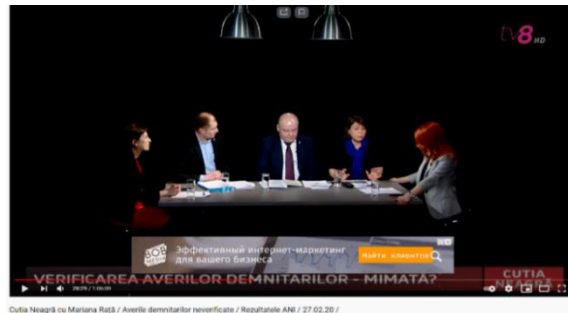 tv8 HD
Эффективный интернет-маркетинг
для вашего бизнеса
Найти клиентов
VERIFICAREA AVERILOR DEMNITARILOR - MIMATĂ?
CUTIA
NEAGRĂ
Cutia Neagră cu Mariana Rață / Averile demnitarilor neverificate / Rezultatele ANI / 27.02.20 /